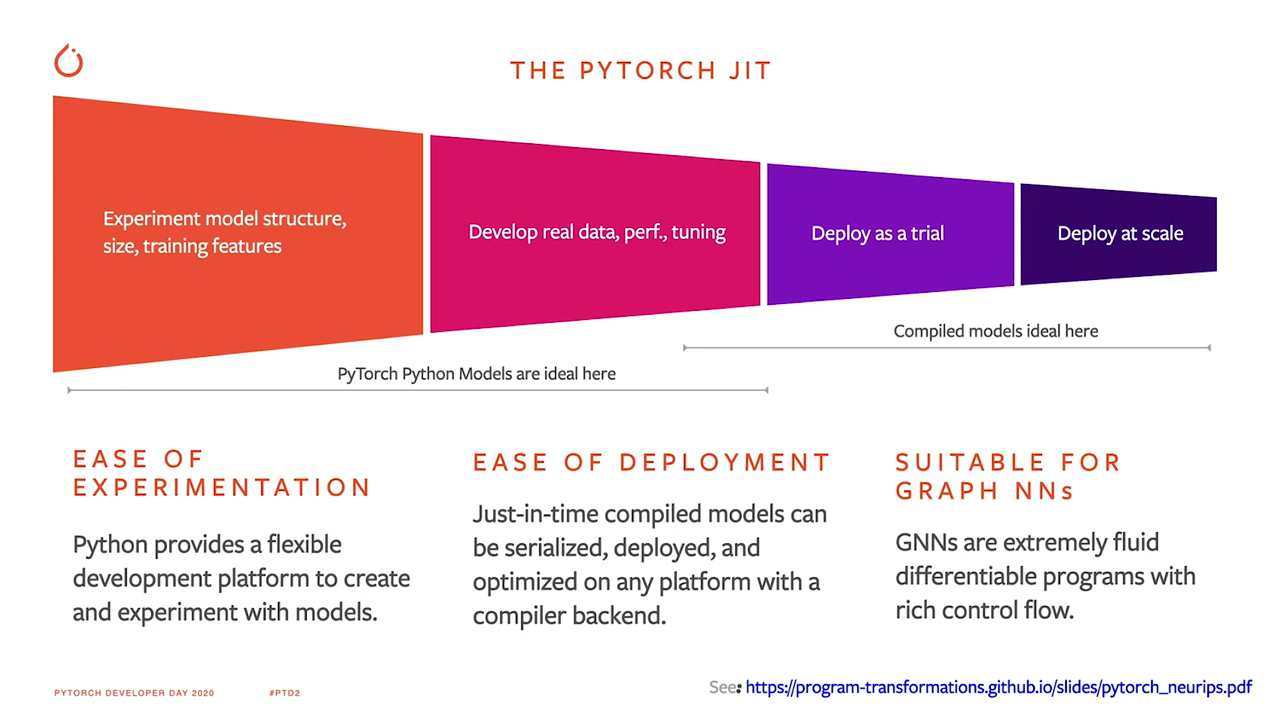 THE PYTORCH JIT
Experiment model structure,
size, training features
Develop real data, perf., tuning
Deploy as a trial
Deploy at scale
Compiled models ideal here
PyTorch Python Models are ideal here
EASE OF
EXPERIMENTATION
Python provides a flexible
development platform to create
and experiment with models.
EASE OF DEPLOYMENT
Just-in-time compiled models can
be serialized, deployed, and
optimized on any platform with a
compiler backend.
SUITABLE FOR
GRAPH NNs
GNNs are extremely fluid
differentiable programs with
rich control flow.
PYTORCH DEVELOPER DAY 2020 #PTD2
See: https://program-transformations.github.io/slides/pytorch_neurips.pdf